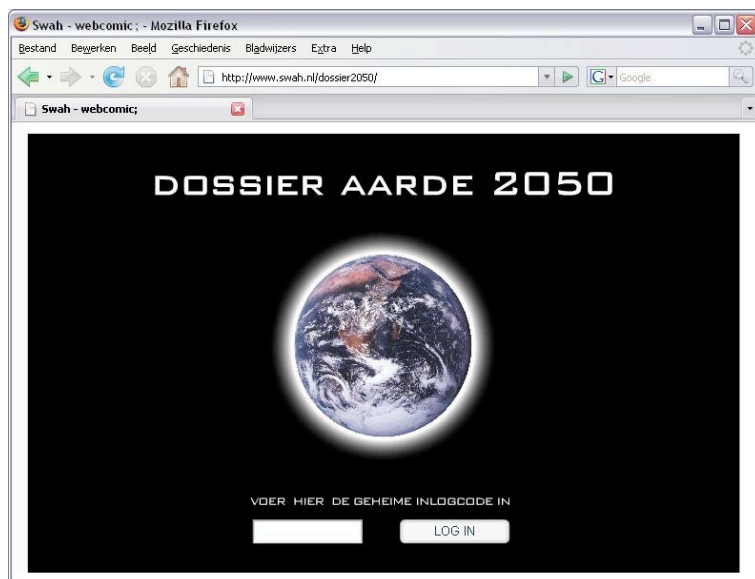 Swah - webcomic; - Mozilla Firefox
Bestand Bewerken Beeld Geschiedenis Bladwijzers Extra Help
http://www.swah.nl/dossier2050/ G Google
Swah - webcomic;
DOSSIER AARDE 2050
VOER HIER DE GEHEIME INLOGCODE IN
LOG IN